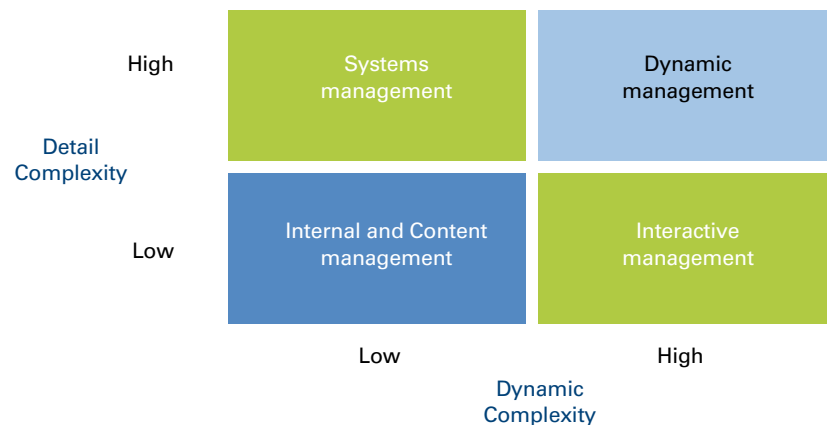 High
Systems
management
Dynamic
management
Detail
Complexity
Low
Internal and Content
management
Interactive
management
Low
High
Dynamic
Complexity